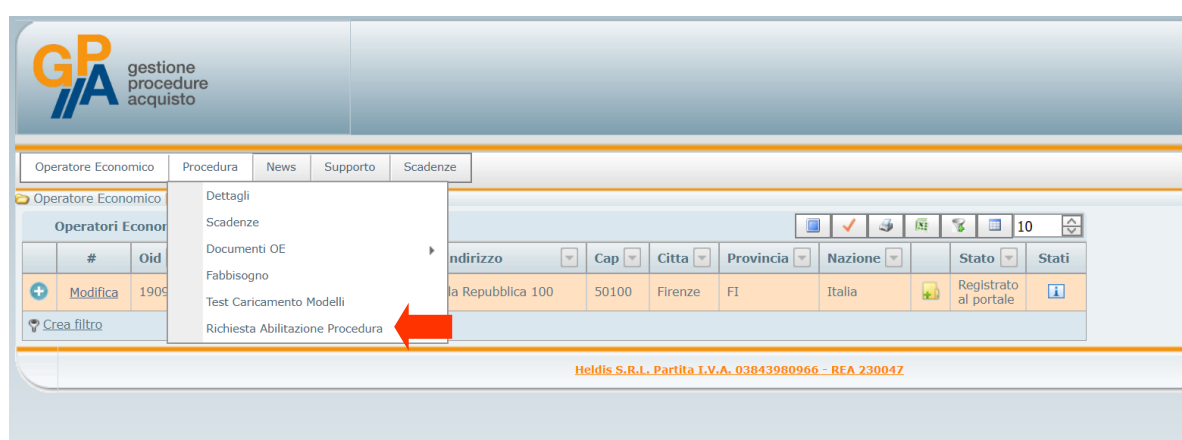 GPA gestione
procedure
acquisto
Operatore Economico Procedura News Supporto Scadenze
Operatore Economico
Dettagli
Scadenze
Documenti OE
Fabbisogno
Test Caricamento Modelli
Richiesta Abilitazione Procedura
Operatori Econor
10
# Oid ndirizzo Cap Citta Provincia Nazione Stato Stati
Modifica 1909 la Repubblica 100 50100 Firenze FI Italia Registrato
al portale
Crea filtro
Heldis S.R.L. Partita I.V.A. 03843980966 - REA 230047